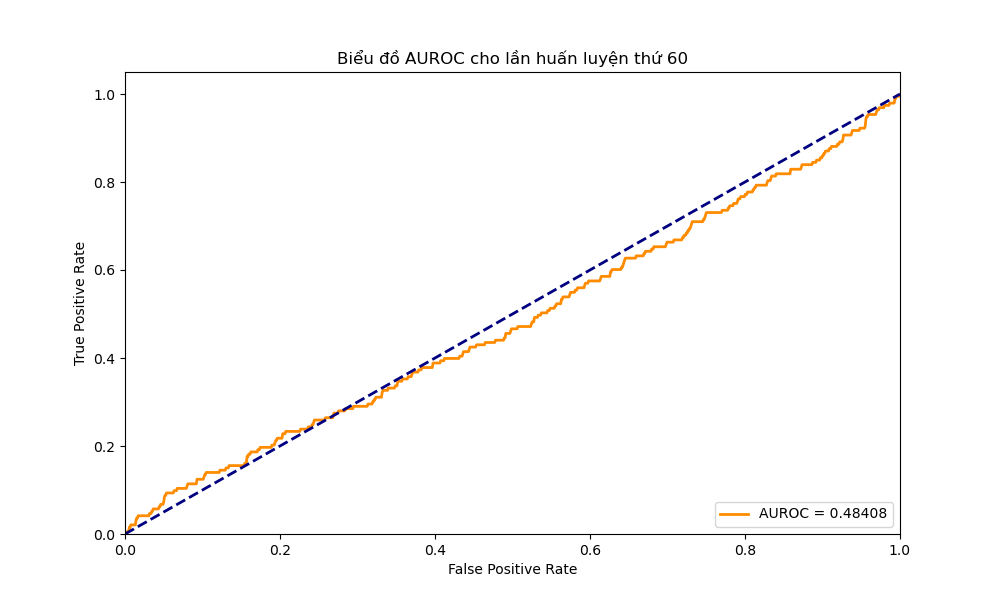 Biểu đồ AUROC cho lần huấn luyện thứ 60
True Positive Rate
1.0
0.8
0.6
0.4
0.2
0.0
AUROC = 0.48408
0.0 0.2 0.4 0.6 0.8 1.0
False Positive Rate